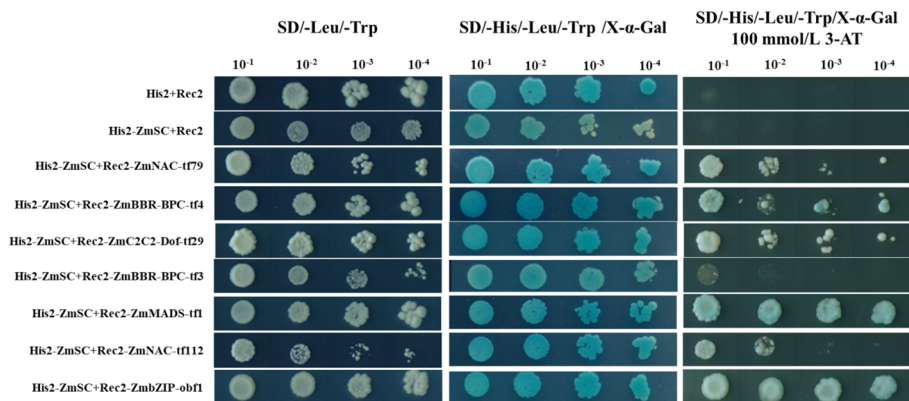 SD/-Leu/-Trp
SD/-His/-Leu/-Trp /X-α-Gal
SD/-His/-Leu/-Trp/X-α-Gal
100 mmol/L 3-AT
10⁻¹ 10⁻² 10⁻³ 10⁻⁴
10⁻¹ 10⁻² 10⁻³ 10⁻⁴
10⁻¹ 10⁻² 10⁻³ 10⁻⁴
His2+Rec2
His2-ZmSC+Rec2
His2-ZmSC+Rec2-ZmNAC-tf79
His2-ZmSC+Rec2-ZmBBR-BPC-tf4
His2-ZmSC+Rec2-ZmC2C2-Dof-tf29
His2-ZmSC+Rec2-ZmBBR-BPC-tf3
His2-ZmSC+Rec2-ZmMADS-tf1
His2-ZmSC+Rec2-ZmNAC-tf112
His2-ZmSC+Rec2-ZmbZIP-obf1